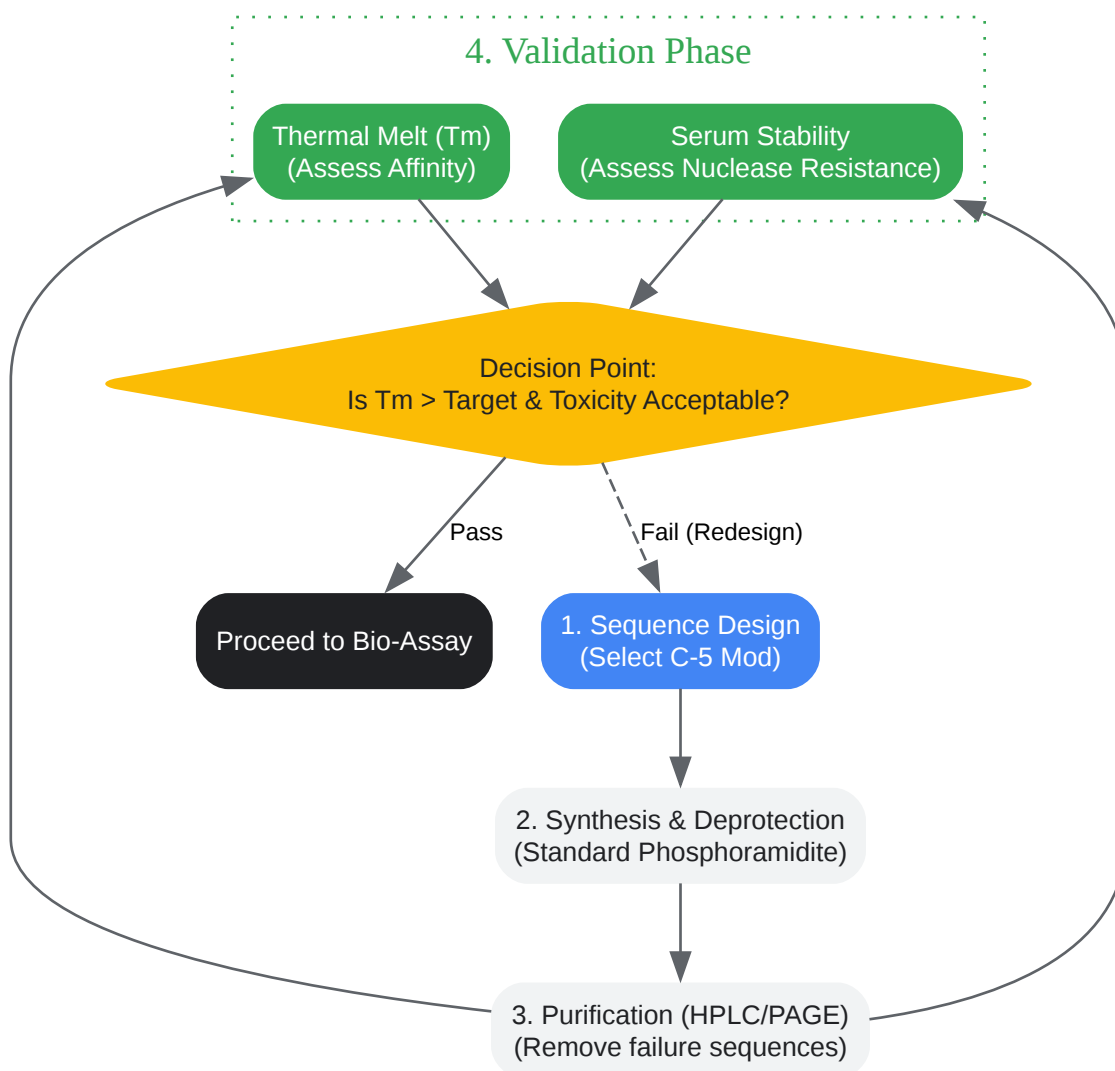 4. Validation Phase
Thermal Melt (Tm)
(Assess Affinity)
Serum Stability
(Assess Nuclease Resistance)
Decision Point:
Is Tm > Target & Toxicity Acceptable?
Pass
Fail (Redesign)
Proceed to Bio-Assay
1. Sequence Design
(Select C-5 Mod)
2. Synthesis & Deprotection
(Standard Phosphoramidite)
3. Purification (HPLC/PAGE)
(Remove failure sequences)